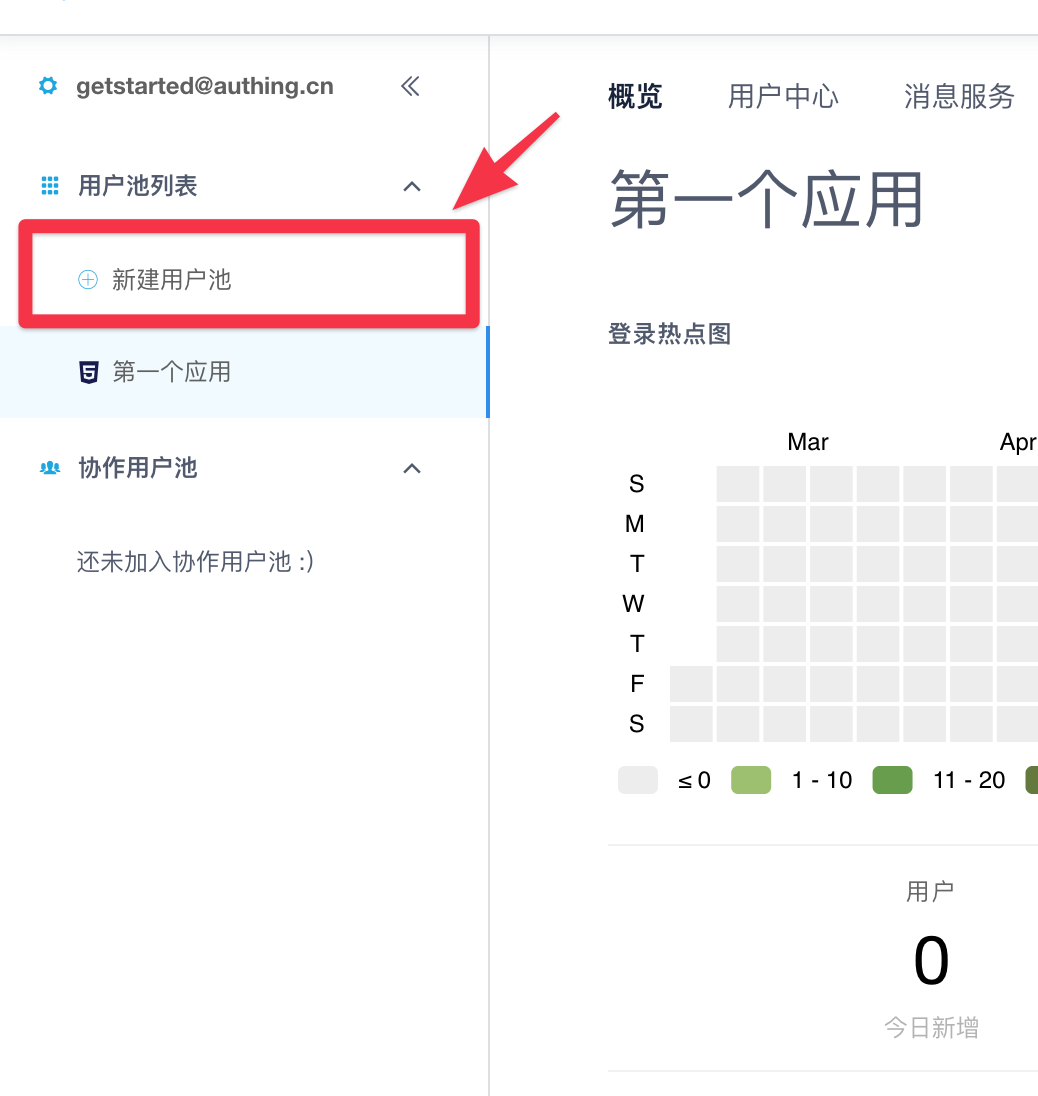 getstarted@authing.cn
用户池列表
新建用户池
第一个应用
协作用户池
还未加入协作用户池 :)
概览 用户中心 消息服务
第一个应用
登录热点图
Mar Apr
S
M
T
W
T
F
S
≤ 0 1 - 10 11 - 20
用户
0
今日新增